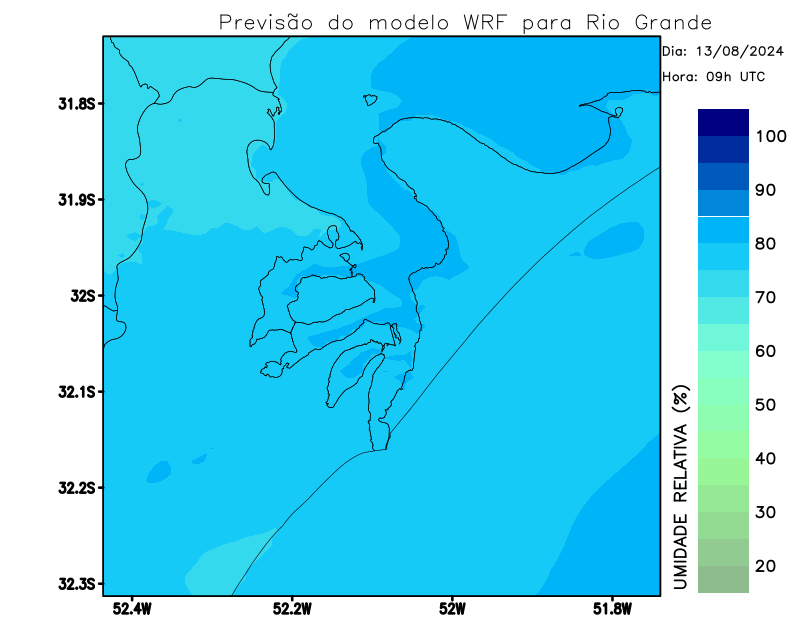 Previsão do modelo WRF para Rio Grande
Dia: 13/08/2024
Hora: 09h UTC
31.8S
31.9S
32S
32.1S
32.2S
32.3S
52.4W
52.2W
52W
51.8W
100
90
80
70
60
50
40
30
20
UMIDADE RELATIVA (%)